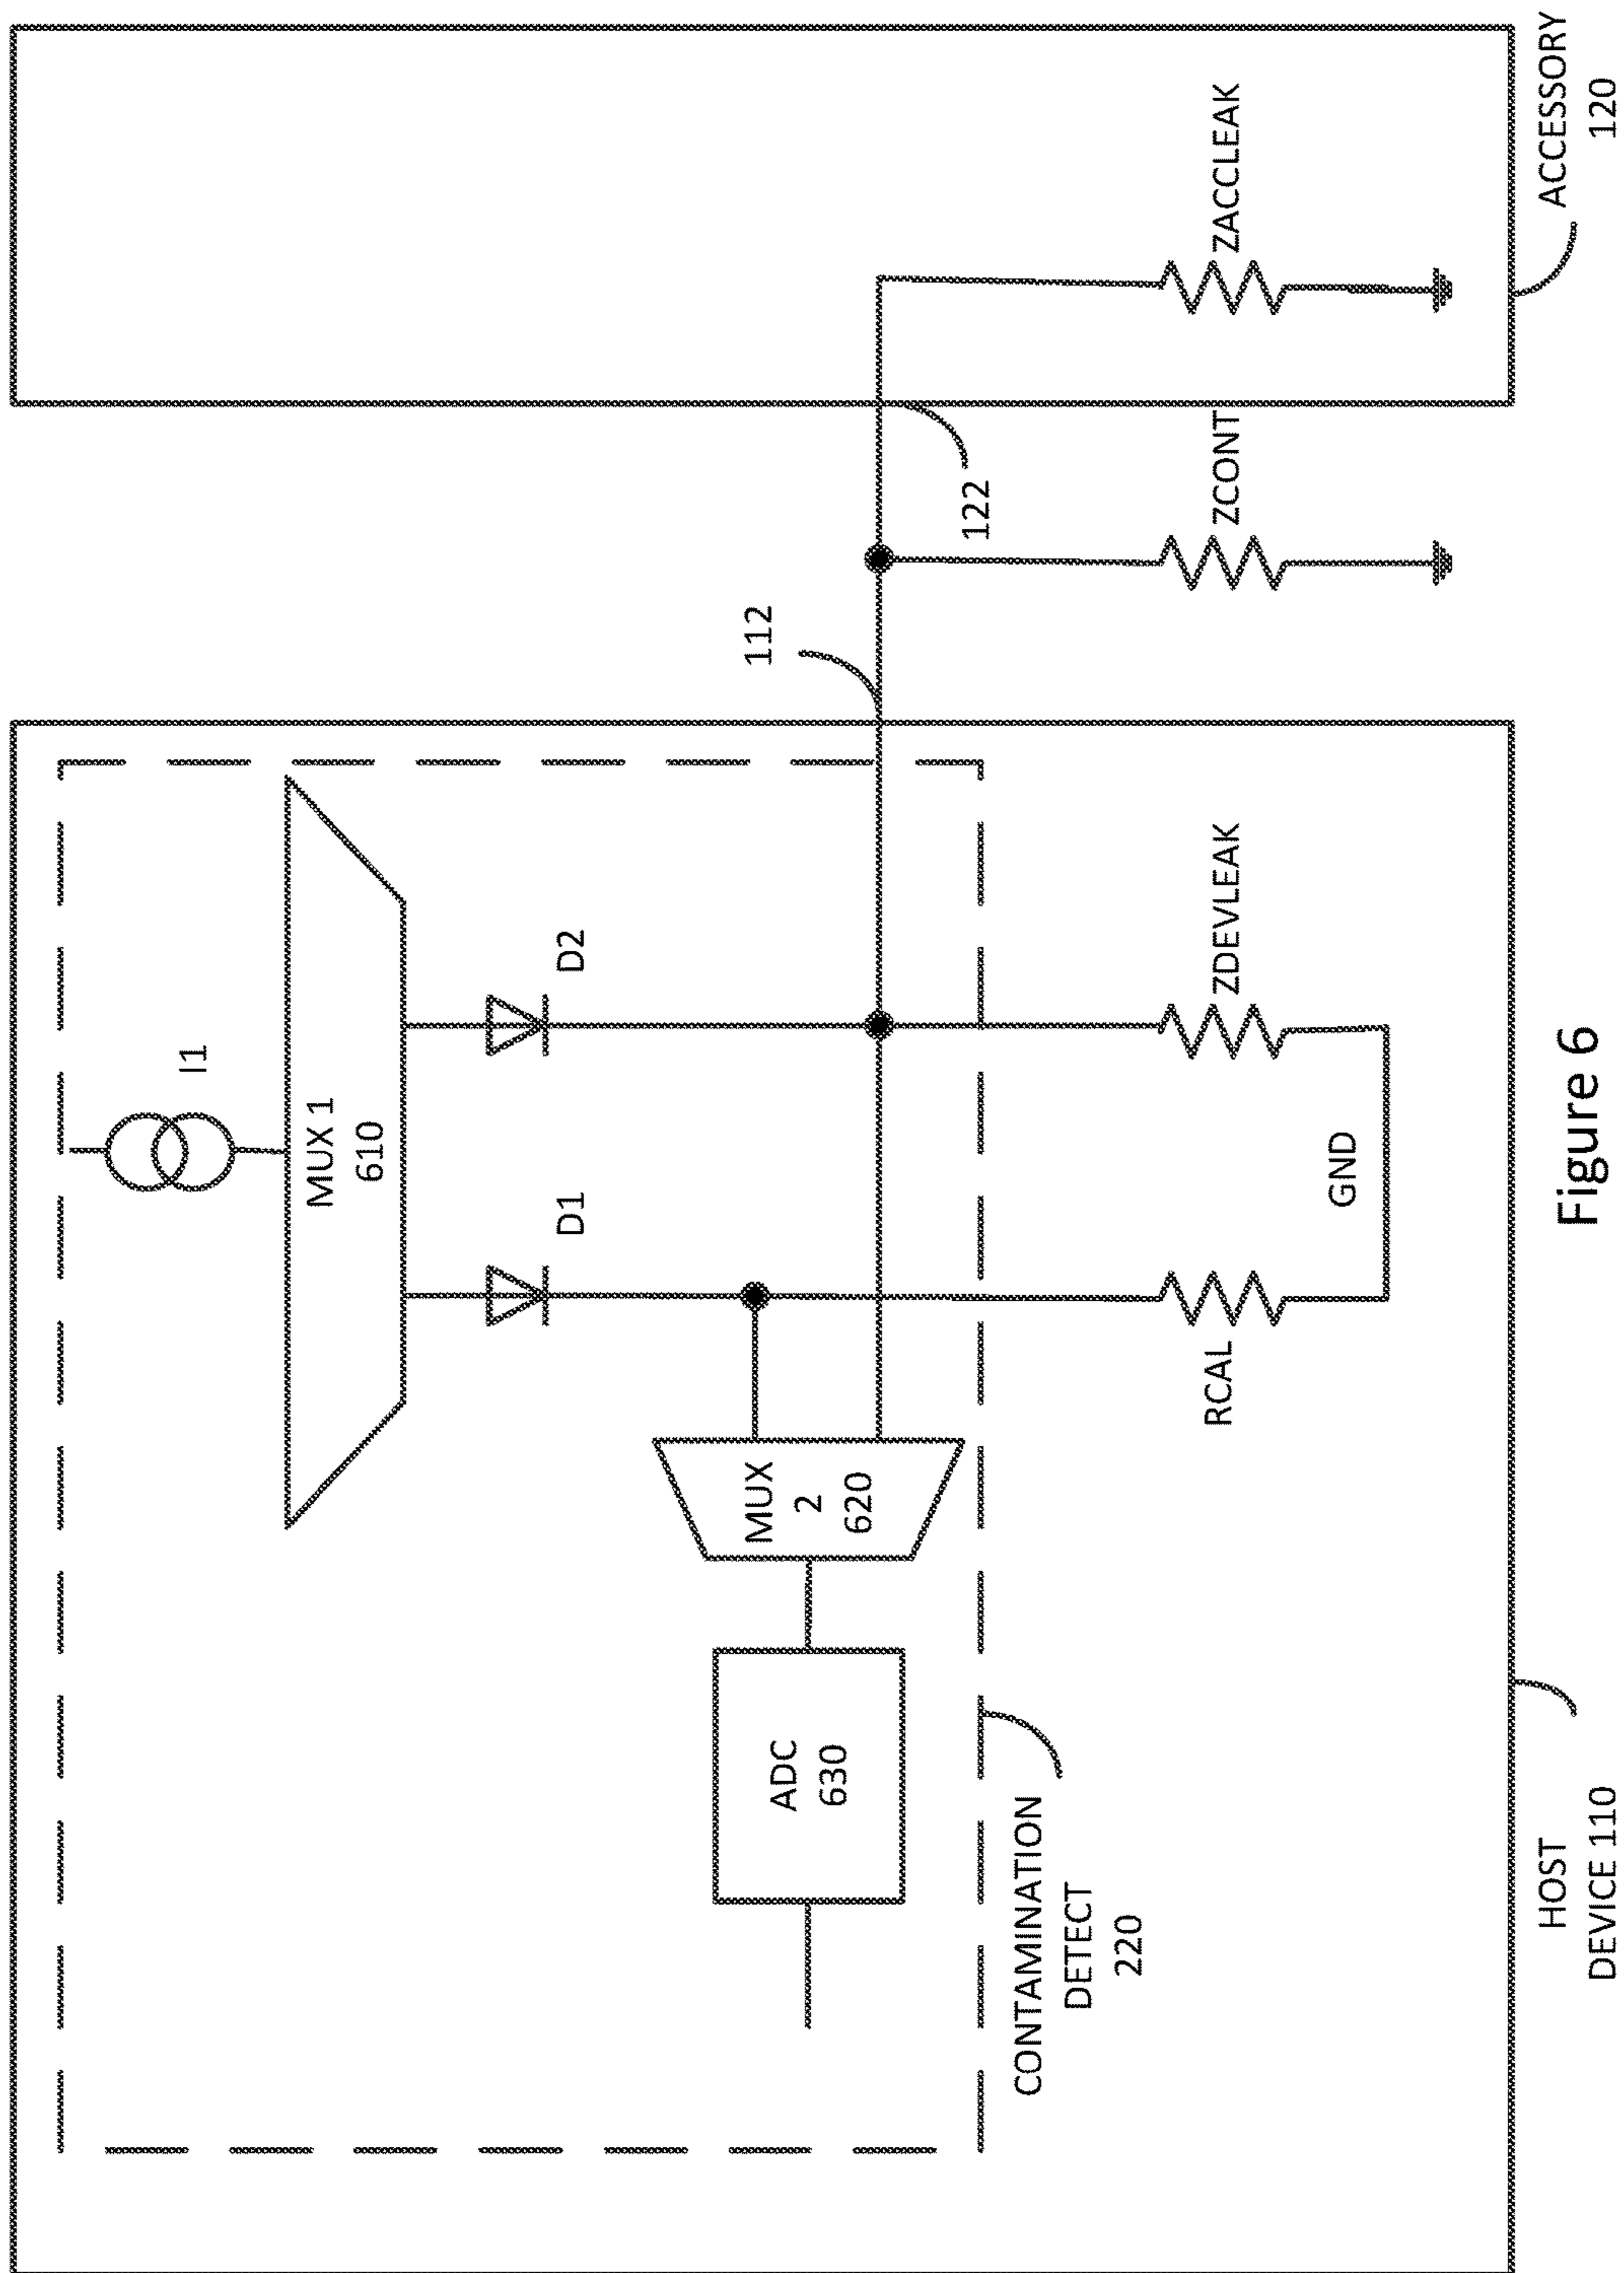 I1
MUX 1
610
D1
D2
MUX
2
620
ADC
630
112
122
CONTAMINATION
DETECT
220
RCAL
ZDEVLEAK
ZCONT
ZACCLEAK
GND
HOST
DEVICE 110
ACCESSORY
120
Figure 6